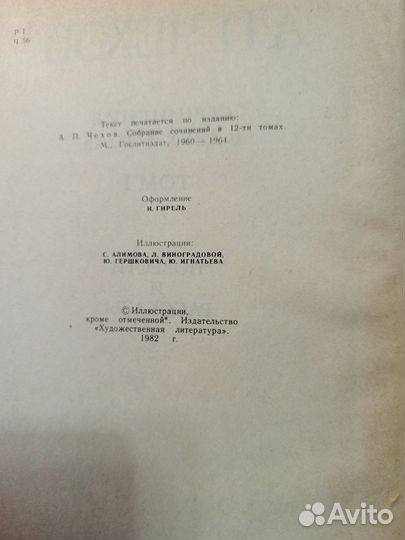 Р 1
Ч 56
Текст печатается по изданию:
А. П. Чехов. Собрание сочинений в 12-ти томах.
М., Гослитиздат, 1960 — 1964.
ТОМ I
Оформление
И. ГИРЕЛЬ
Иллюстрации:
С. АЛИМОВА, Л. ВИНОГРАДОВОЙ,
Ю. ГЕРШКОВИЧА, Ю. ИГНАТЬЕВА
И
© Иллюстрации,
кроме отмеченной*. Издательство
«Художественная литература».
1982 г.
Avito